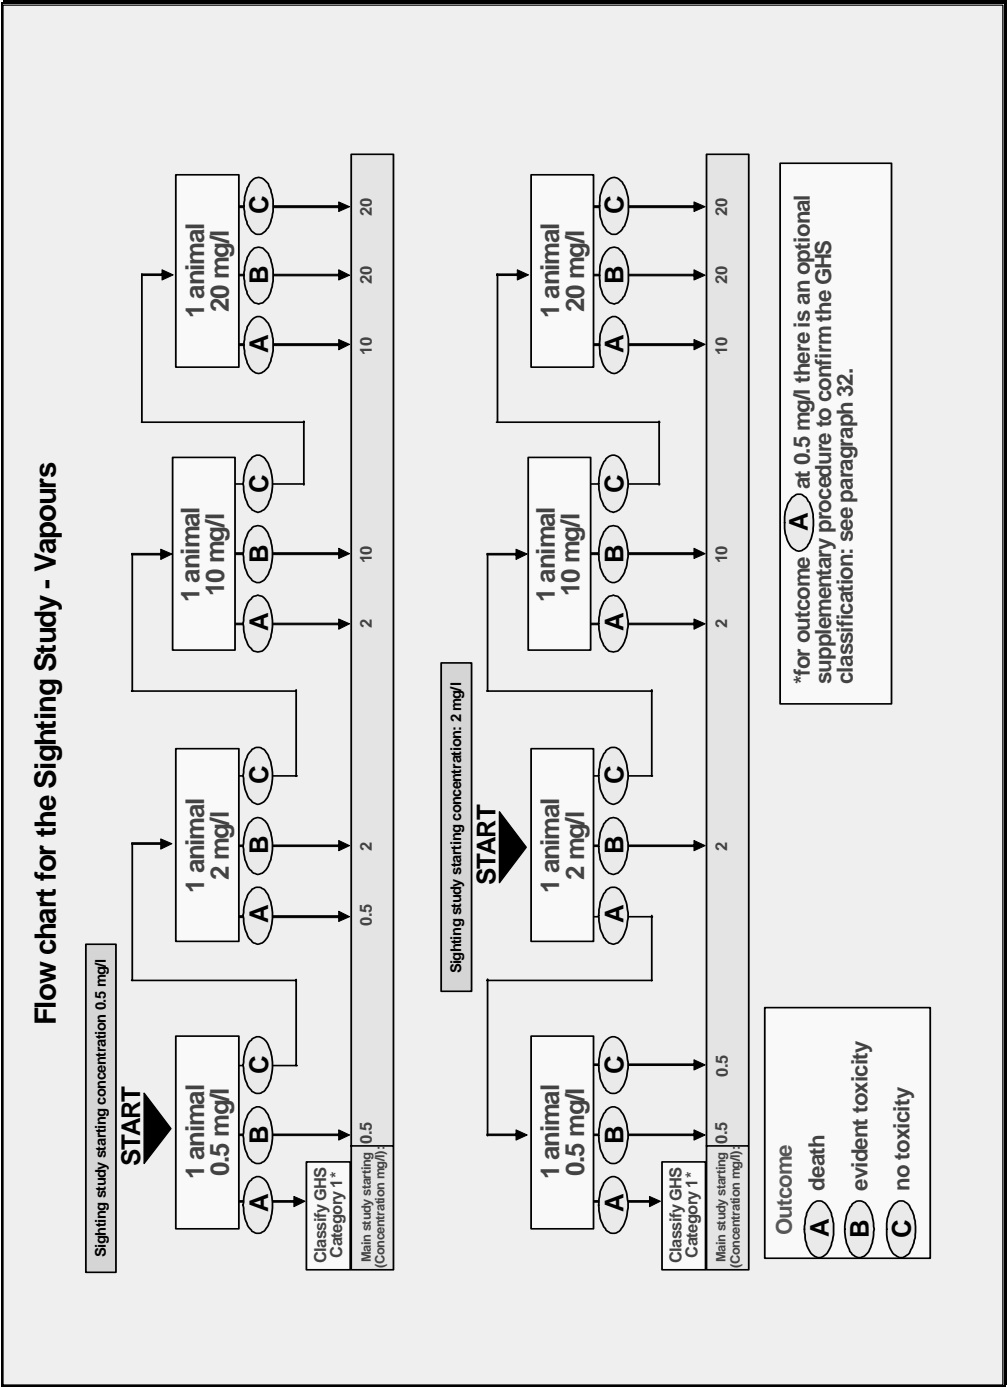 Flow chart for the Sighting Study - Vapours
Sighting study starting concentration 0.5 mg/l
START
1 animal
0.5 mg/l
A
B
C
1 animal
2 mg/l
A
B
C
1 animal
10 mg/l
A
B
C
1 animal
20 mg/l
A
B
C
Classify GHS
Category 1*
Main study starting
(Concentration mg/l):
0.5
0.5
2
2
10
10
20
20
Sighting study starting concentration: 2 mg/l
START
1 animal
0.5 mg/l
A
B
C
1 animal
2 mg/l
A
B
C
1 animal
10 mg/l
A
B
C
1 animal
20 mg/l
A
B
C
Classify GHS
Category 1*
Main study starting
(Concentration mg/l):
0.5
0.5
2
2
10
10
20
20
Outcome
A death
B evident toxicity
C no toxicity
*for outcome A at 0.5 mg/l there is an optional
supplementary procedure to confirm the GHS
classification: see paragraph 32.